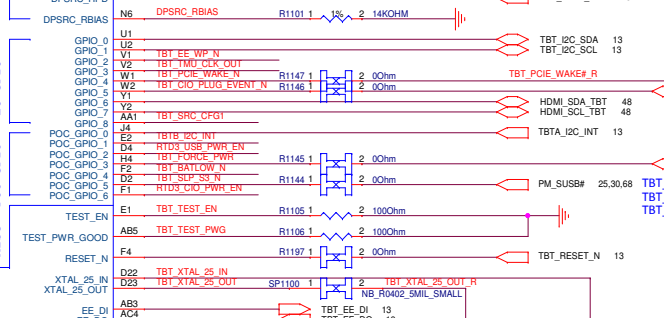 DPSRC_RBIAS N6 DPSRC_RBIAS R1101 1 1% 2 14KOHM
GPIO_0 U1 TBT_I2C_SDA 13
GPIO_1 U2 TBT_I2C_SCL 13
GPIO_2 V1 TBT_EE_WP_N
GPIO_3 V2 TBT_TMU_CLK_OUT
GPIO_4 W1 TBT_PCIE_WAKE_N R1147 1 2 0Ohm TBT_PCIE_WAKE#_R
GPIO_5 W2 TBT_CIO_PLUG_EVENT_N R1146 1 2 0Ohm
GPIO_6 Y1 HDMI_SDA_TBT 48
GPIO_7 Y2 HDMI_SCL_TBT 48
GPIO_8 AA1 TBT_SRC_CFG1
POC_GPIO_0 J4 TBTA_I2C_INT 13
POC_GPIO_1 E2 TBTB_I2C_INT
POC_GPIO_2 D4 RTD3_USB_PWR_EN
POC_GPIO_3 H4 TBT_FORCE_PWR R1145 1 2 0Ohm
POC_GPIO_4 F2 TBT_BATLOW_N
POC_GPIO_5 D2 TBT_SLP_S3_N R1144 1 2 0Ohm PM_SUSB# 25,30,68 TBT_
POC_GPIO_6 F1 RTD3_CIO_PWR_EN TBT_
TBT_
TEST_EN E1 TBT_TEST_EN R1105 1 2 100Ohm
TEST_PWR_GOOD AB5 TBT_TEST_PWG R1106 1 2 100Ohm
RESET_N F4 R1197 1 2 0Ohm TBT_RESET_N 13
XTAL_25_IN D22 TBT_XTAL_25_IN
XTAL_25_OUT D23 TBT_XTAL_25_OUT SP1100 1 2 TBT_XTAL_25_OUT_R
NB_R0402_5MIL_SMALL
EE_DI AB3 TBT_EE_DI 13
AC4